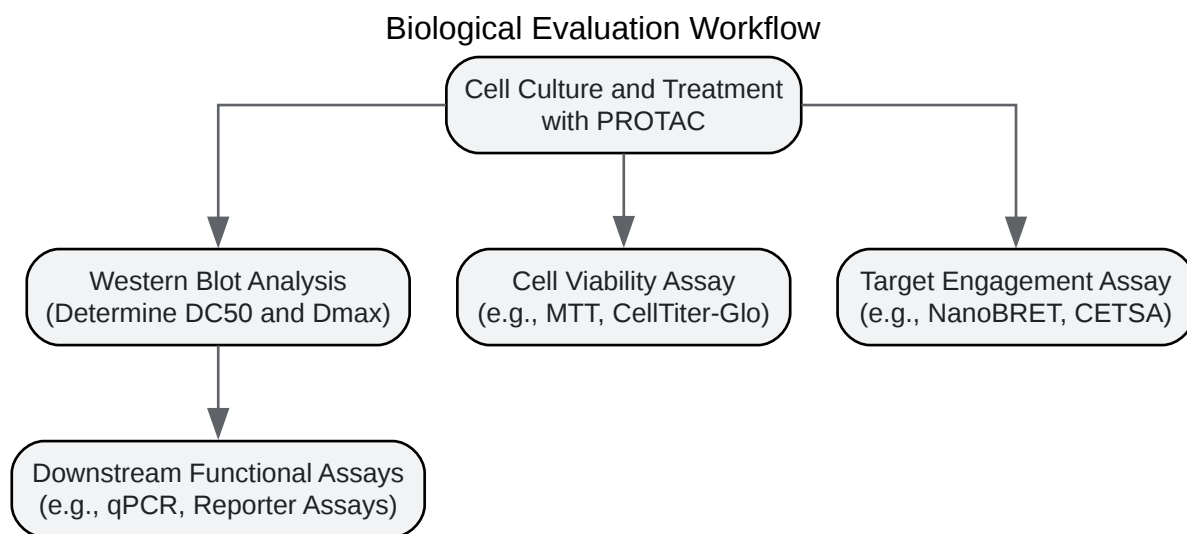 Biological Evaluation Workflow
Cell Culture and Treatment
with PROTAC
Western Blot Analysis
(Determine DC50 and Dmax)
Cell Viability Assay
(e.g., MTT, CellTiter-Glo)
Target Engagement Assay
(e.g., NanoBRET, CETSA)
Downstream Functional Assays
(e.g., qPCR, Reporter Assays)